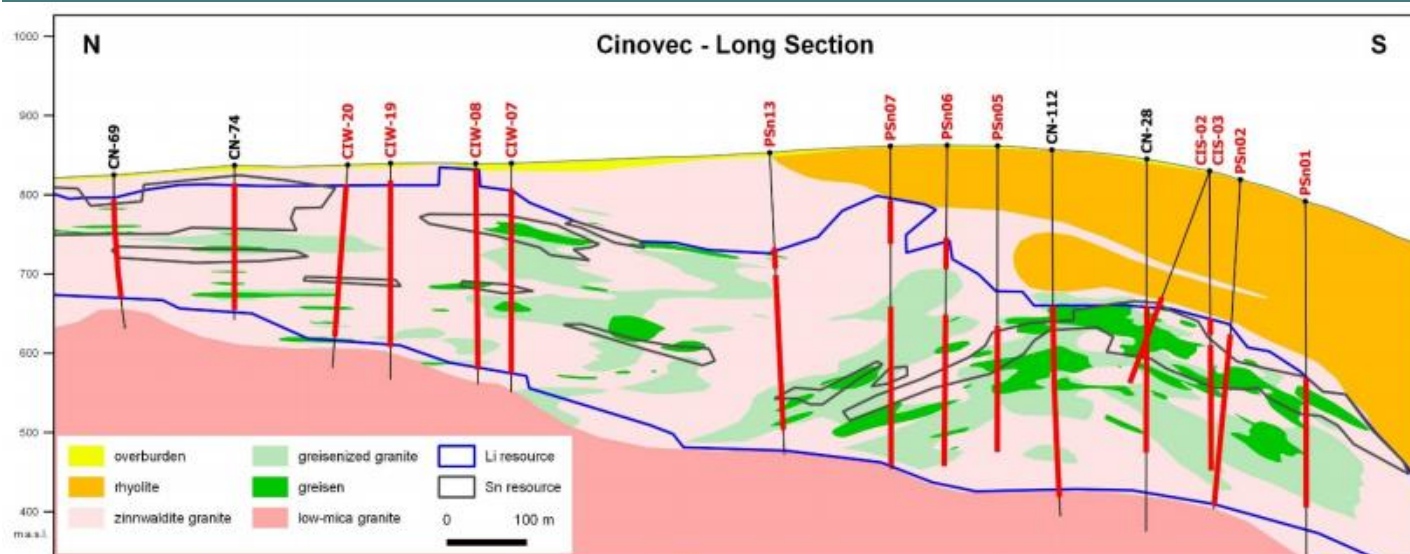 Cinovec - Long Section
N
S
1000
900
800
700
600
500
400
m a.s.l.
CN-69
CN-74
CIW-20
CIW-19
CIW-08
CIW-07
PSn13
PSn07
PSn06
PSn05
CN-112
CN-28
CIS-02
CIS-03
PSn02
PSn01
overburden
rhyolite
zinnwaldite granite
greisenized granite
greisen
low-mica granite
Li resource
Sn resource
0 100 m